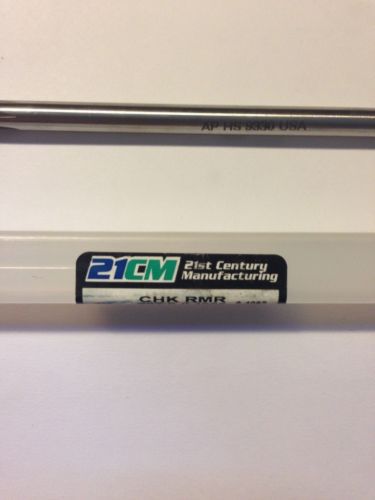 AP HS 9330 USA
21CM 21st Century
Manufacturing
CHK RMR